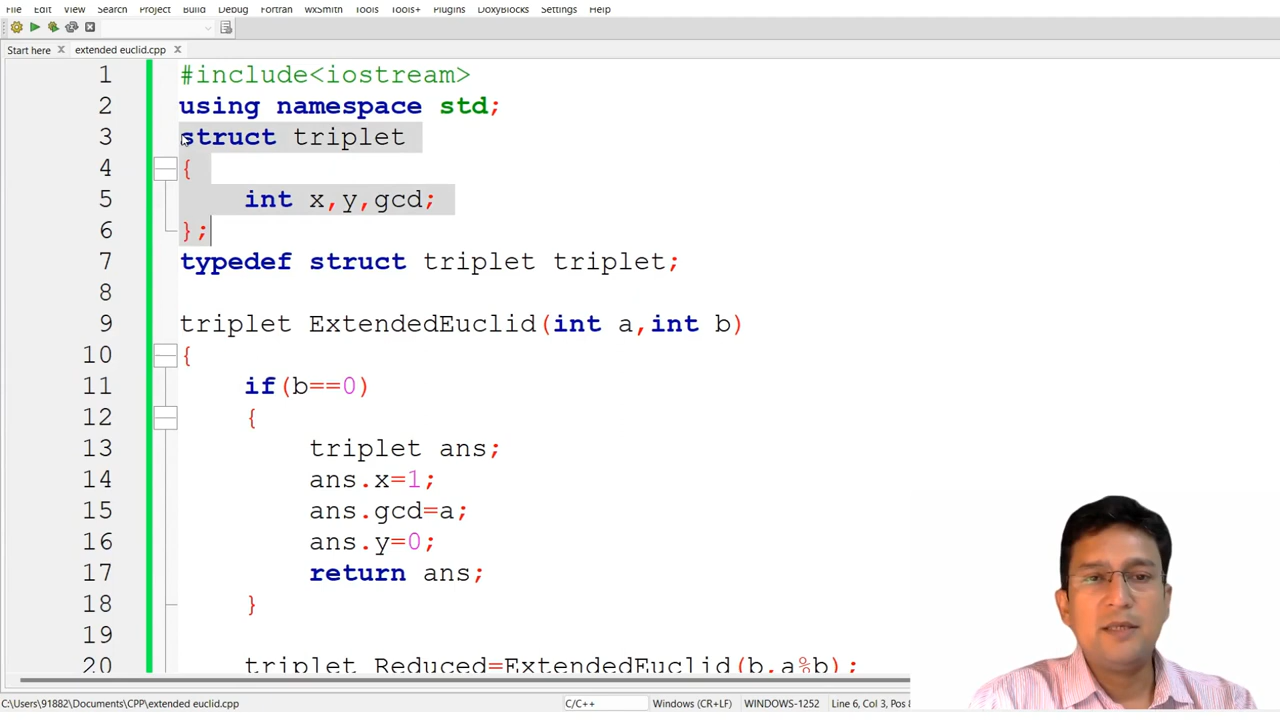 File Edit View Search Project Build Debug Fortran wxSmith Tools Tools+ Plugins DoxyBlocks Settings Help
Start here extended euclid.cpp
1 #include<iostream>
2 using namespace std;
3 struct triplet
4 {
5 int x,y,gcd;
6 };
7 typedef struct triplet triplet;
8
9 triplet ExtendedEuclid(int a,int b)
10 {
11 if(b==0)
12 {
13 triplet ans;
14 ans.x=1;
15 ans.gcd=a;
16 ans.y=0;
17 return ans;
18 }
19
20 triplet Reduced=ExtendedEuclid(b,a%b);
C:\Users\91882\Documents\CPP\extended euclid.cpp C/C++ Windows (CR+LF) WINDOWS-1252 Line 6, Col 3, Pos 8